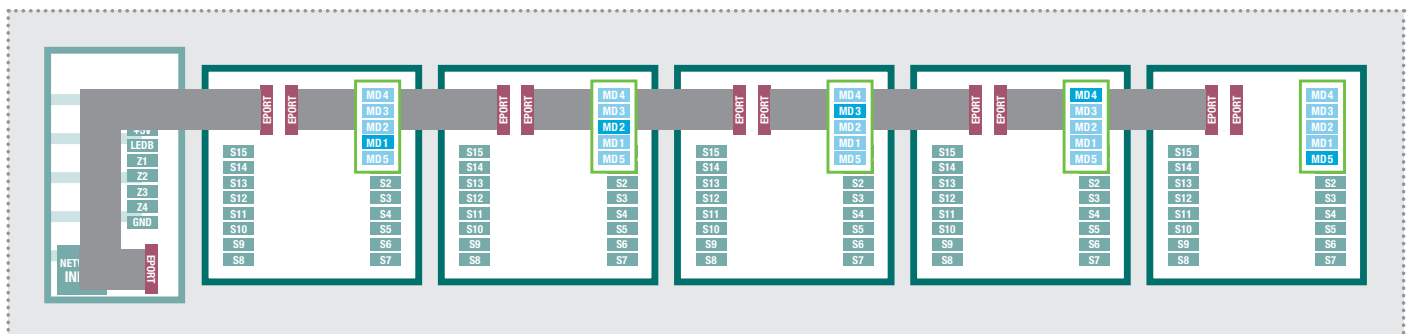 LEDB
Z1
Z2
Z3
Z4
GND
EPORT
EPORT
EPORT
MD4
MD3
MD2
MD1
MD5
S15
S14
S13
S12
S11
S10
S9
S8
S2
S3
S4
S5
S6
S7
EPORT
EPORT
MD4
MD3
MD2
MD1
MD5
S15
S14
S13
S12
S11
S10
S9
S8
S2
S3
S4
S5
S6
S7
EPORT
EPORT
MD4
MD3
MD2
MD1
MD5
S15
S14
S13
S12
S11
S10
S9
S8
S2
S3
S4
S5
S6
S7
EPORT
EPORT
MD4
MD3
MD2
MD1
MD5
S15
S14
S13
S12
S11
S10
S9
S8
S2
S3
S4
S5
S6
S7
EPORT
EPORT
MD4
MD3
MD2
MD1
MD5
S15
S14
S13
S12
S11
S10
S9
S8
S2
S3
S4
S5
S6
S7